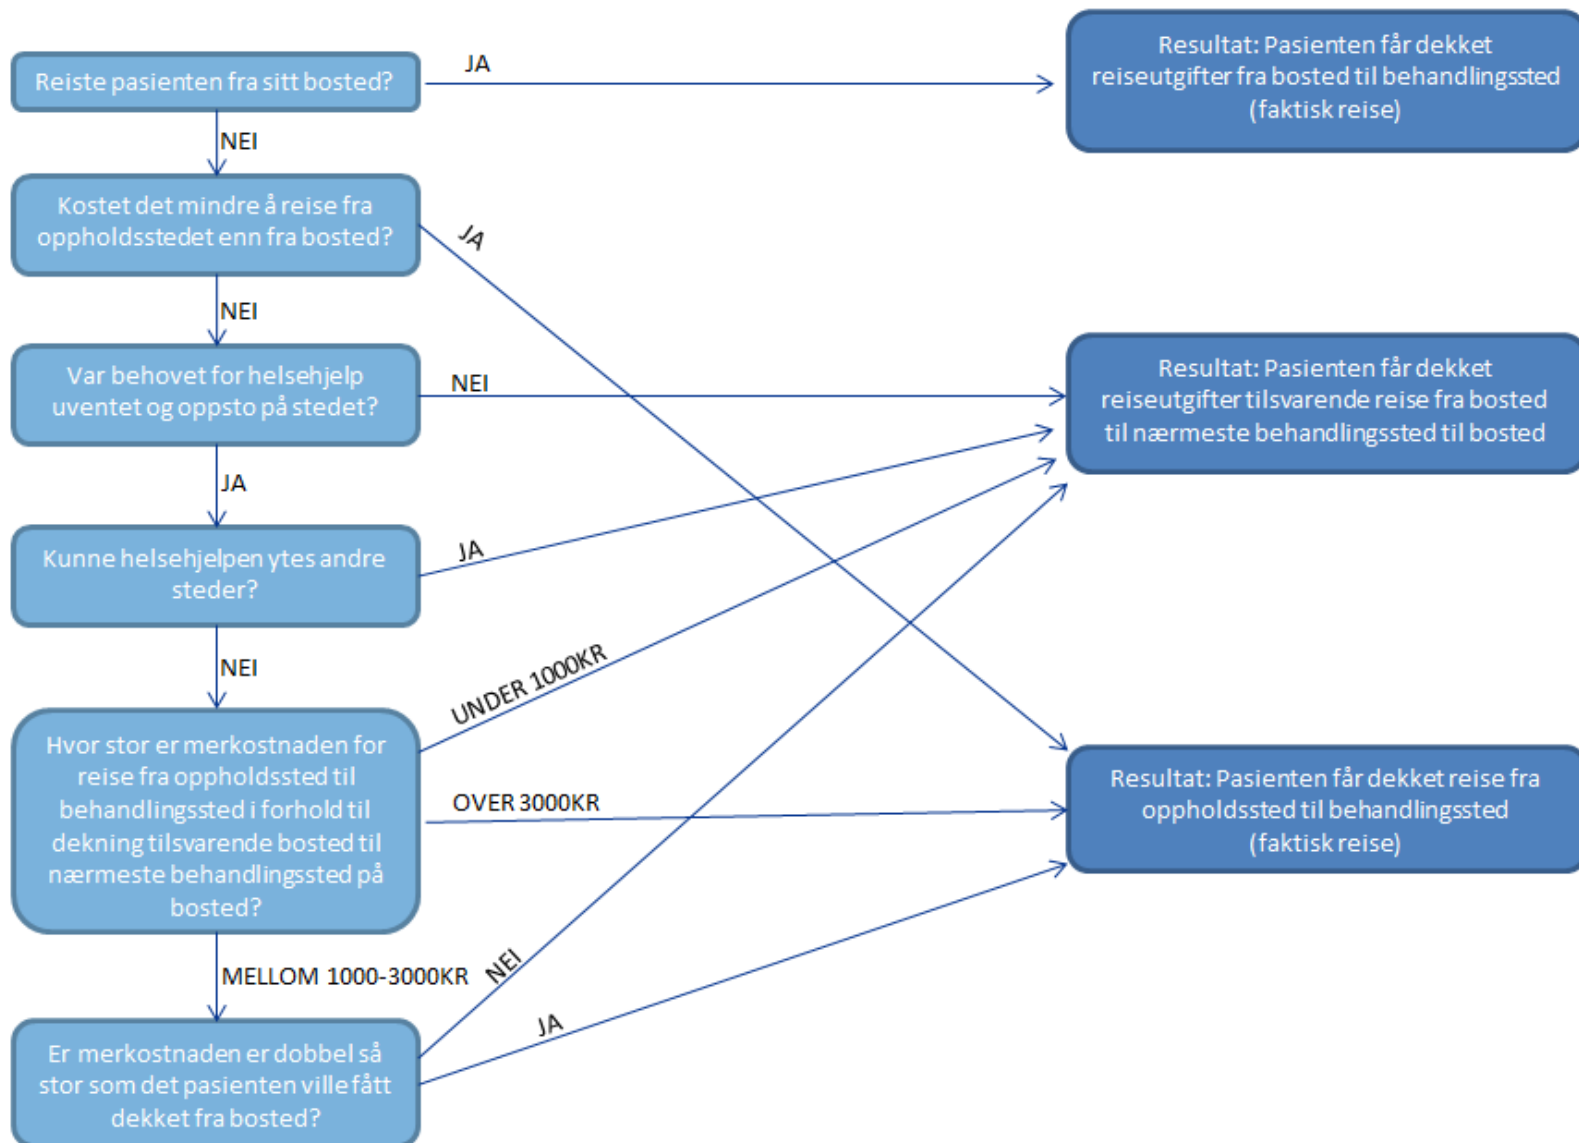 Reiste pasienten fra sitt bosted?
JA
Resultat: Pasienten får dekket
reiseutgifter fra bosted til behandlingssted
(faktisk reise)
NEI
Kostet det mindre å reise fra
oppholdsstedet enn fra bosted?
JA
NEI
Var behovet for helsehjelp
uventet og oppsto på stedet?
NEI
Resultat: Pasienten får dekket
reiseutgifter tilsvarende reise fra bosted
til nærmeste behandlingssted til bosted
JA
Kunne helsehjelpen ytes andre
steder?
JA
NEI
Hvor stor er merkostnaden for
reise fra oppholdssted til
behandlingssted i forhold til
dekning tilsvarende bosted til
nærmeste behandlingssted på
bosted?
UNDER 1000KR
OVER 3000KR
Resultat: Pasienten får dekket reise fra
oppholdssted til behandlingssted
(faktisk reise)
MELLOM 1000-3000KR
NEI
Er merkostnaden er dobbel så
stor som det pasienten ville fått
dekket fra bosted?
JA